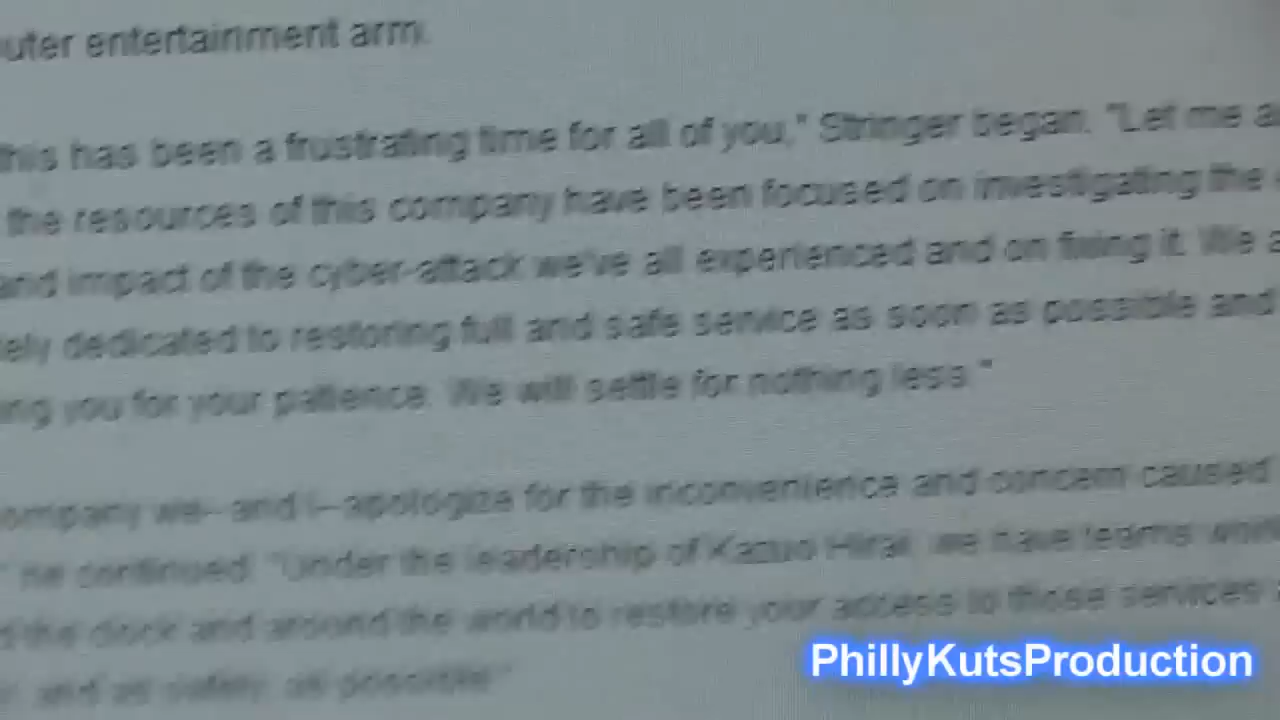 uter entertainment arm.
this has been a frustrating time for all of you," Stringer began. "Let me a
the resources of this company have been focused on investigating the
and impact of the cyber-attack we've all experienced and on fixing it. We a
ely dedicated to restoring full and safe service as soon as possible and
ing you for your patience. We will settle for nothing less."
ompany we– and I–apologize for the inconvenience and concern caused
" he continued. "Under the leadership of Kazuo Hirai, we have teams work
d the clock and around the world to restore your access to those services
, and as safely, as possible"
PhillyKutsProduction